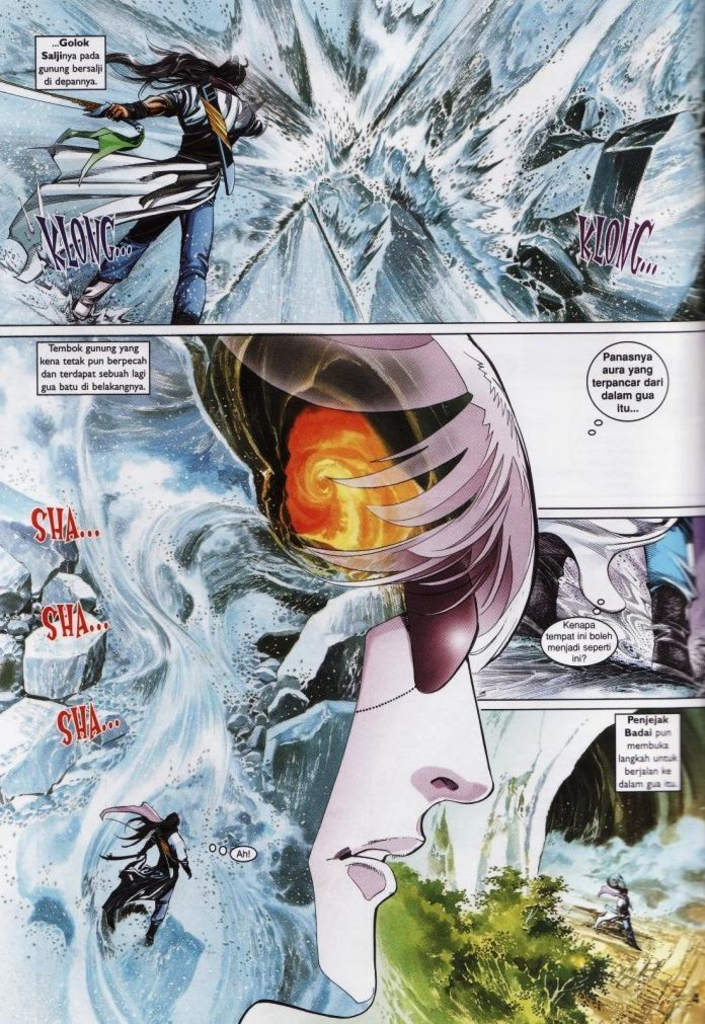 ...Golok
Saljinya pada
gunung bersalji
di depannya.
KLONG...
KLONG...
Tembok gunung yang
kena tetak pun berpecah
dan terdapat sebuah lagi
gua batu di belakangnya.
Panasnya
aura yang
terpancar dari
dalam gua
itu...
SHA...
SHA...
SHA...
Kenapa
tempat ini boleh
menjadi seperti
ini?
Ah!
Penjejak
Badai pun
membuka
langkah untuk
berjalan ke
dalam gua itu.